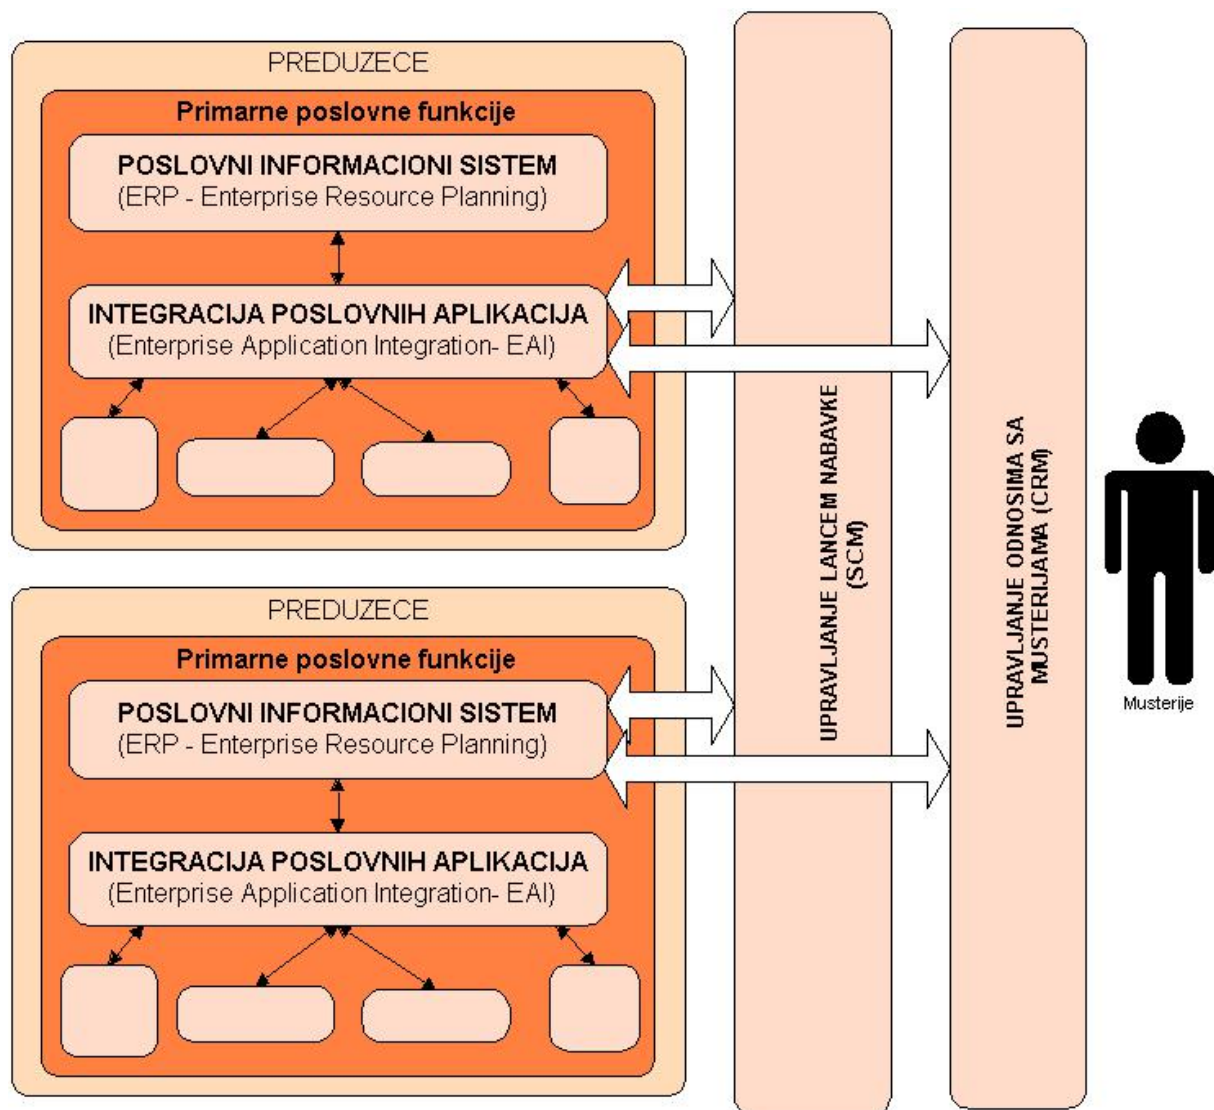 PREDUZECE
Primarne poslovne funkcije
POSLOVNI INFORMACIONI SISTEM
(ERP - Enterprise Resource Planning)
INTEGRACIJA POSLOVNIH APLIKACIJA
(Enterprise Application Integration- EAI)
PREDUZECE
Primarne poslovne funkcije
POSLOVNI INFORMACIONI SISTEM
(ERP - Enterprise Resource Planning)
INTEGRACIJA POSLOVNIH APLIKACIJA
(Enterprise Application Integration- EAI)
UPRAVLJANJE LANCEM NABAVKE
(SCM)
UPRAVLJANJE ODNOSIMA SA
MUSTERIJAMA (CRM)
Musterije